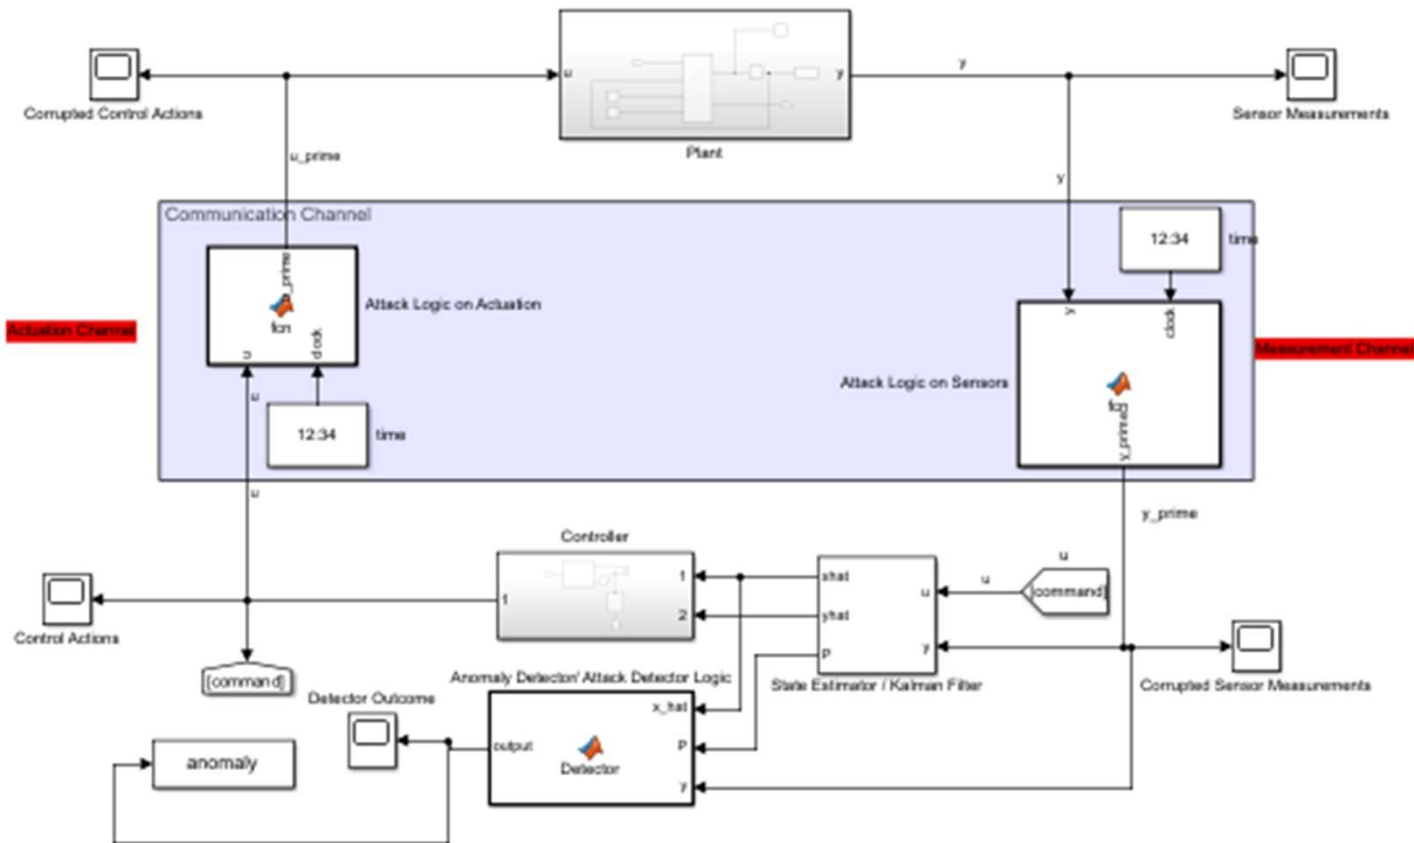 u
y
y
Plant
Corrupted Control Actions
Sensor Measurements
u_prime
y
Communication Channel
12:34
time
_prime
fcn
u
clock
Attack Logic on Actuation
y
clock
Actuation Channel
Measurement Channel
Attack Logic on Sensors
fcn
y_prime
u
12:34
time
u
y_prime
Controller
1
1
2
xhat
yhat
P
u
y
u
u
[command]
State Estimator / Kalman Filter
Control Actions
[command]
Corrupted Sensor Measurements
Anomaly Detector/ Attack Detector Logic
Detector Outcome
x_hat
P
y
output
Detector
anomaly